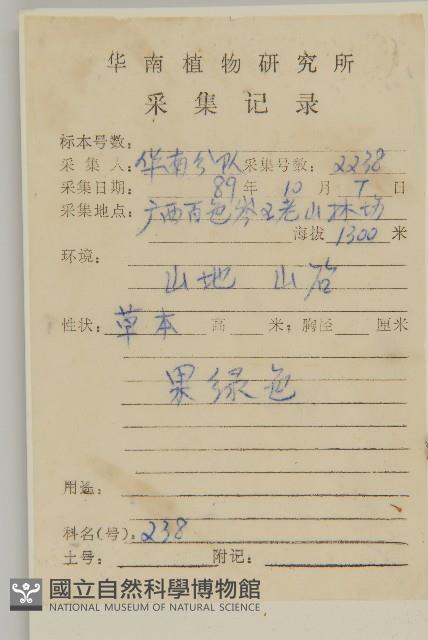 华南植物研究所
采集记录
标本号数:
采集人:华南分队采集号数:2238
采集日期:89年10月7日
采集地点:广西百色岑王老山林场
海拔1300米
环境:
山地 山谷
性状:草本 高 米;胸径 厘米
果绿色
用途:
科名(号):238
土号: 附记:
國立自然科學博物館
NATIONAL MUSEUM OF NATURAL SCIENCE